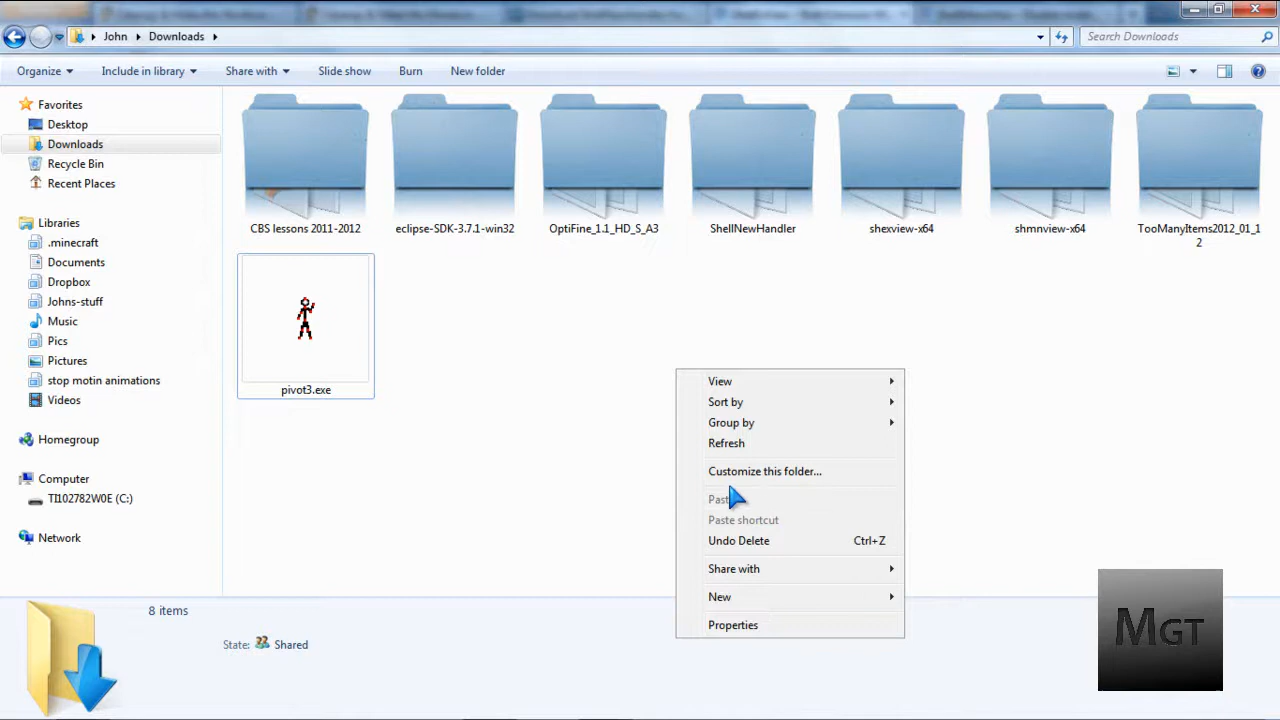 John
Downloads
Search Downloads
Organize
Include in library
Share with
Slide show
Burn
New folder
Favorites
Desktop
Downloads
Recycle Bin
Recent Places
Libraries
.minecraft
Documents
Dropbox
Johns-stuff
Music
Pics
Pictures
stop motin animations
Videos
Homegroup
Computer
TI102782W0E (C:)
Network
CBS lessons 2011-2012
eclipse-SDK-3.7.1-win32
OptiFine_1.1_HD_S_A3
ShellNewHandler
shexview-x64
shmnview-x64
TooManyItems2012_01_1
2
pivot3.exe
View
Sort by
Group by
Refresh
Customize this folder...
Paste shortcut
Undo Delete Ctrl+Z
Share with
New
Properties
8 items
State: Shared
MGT